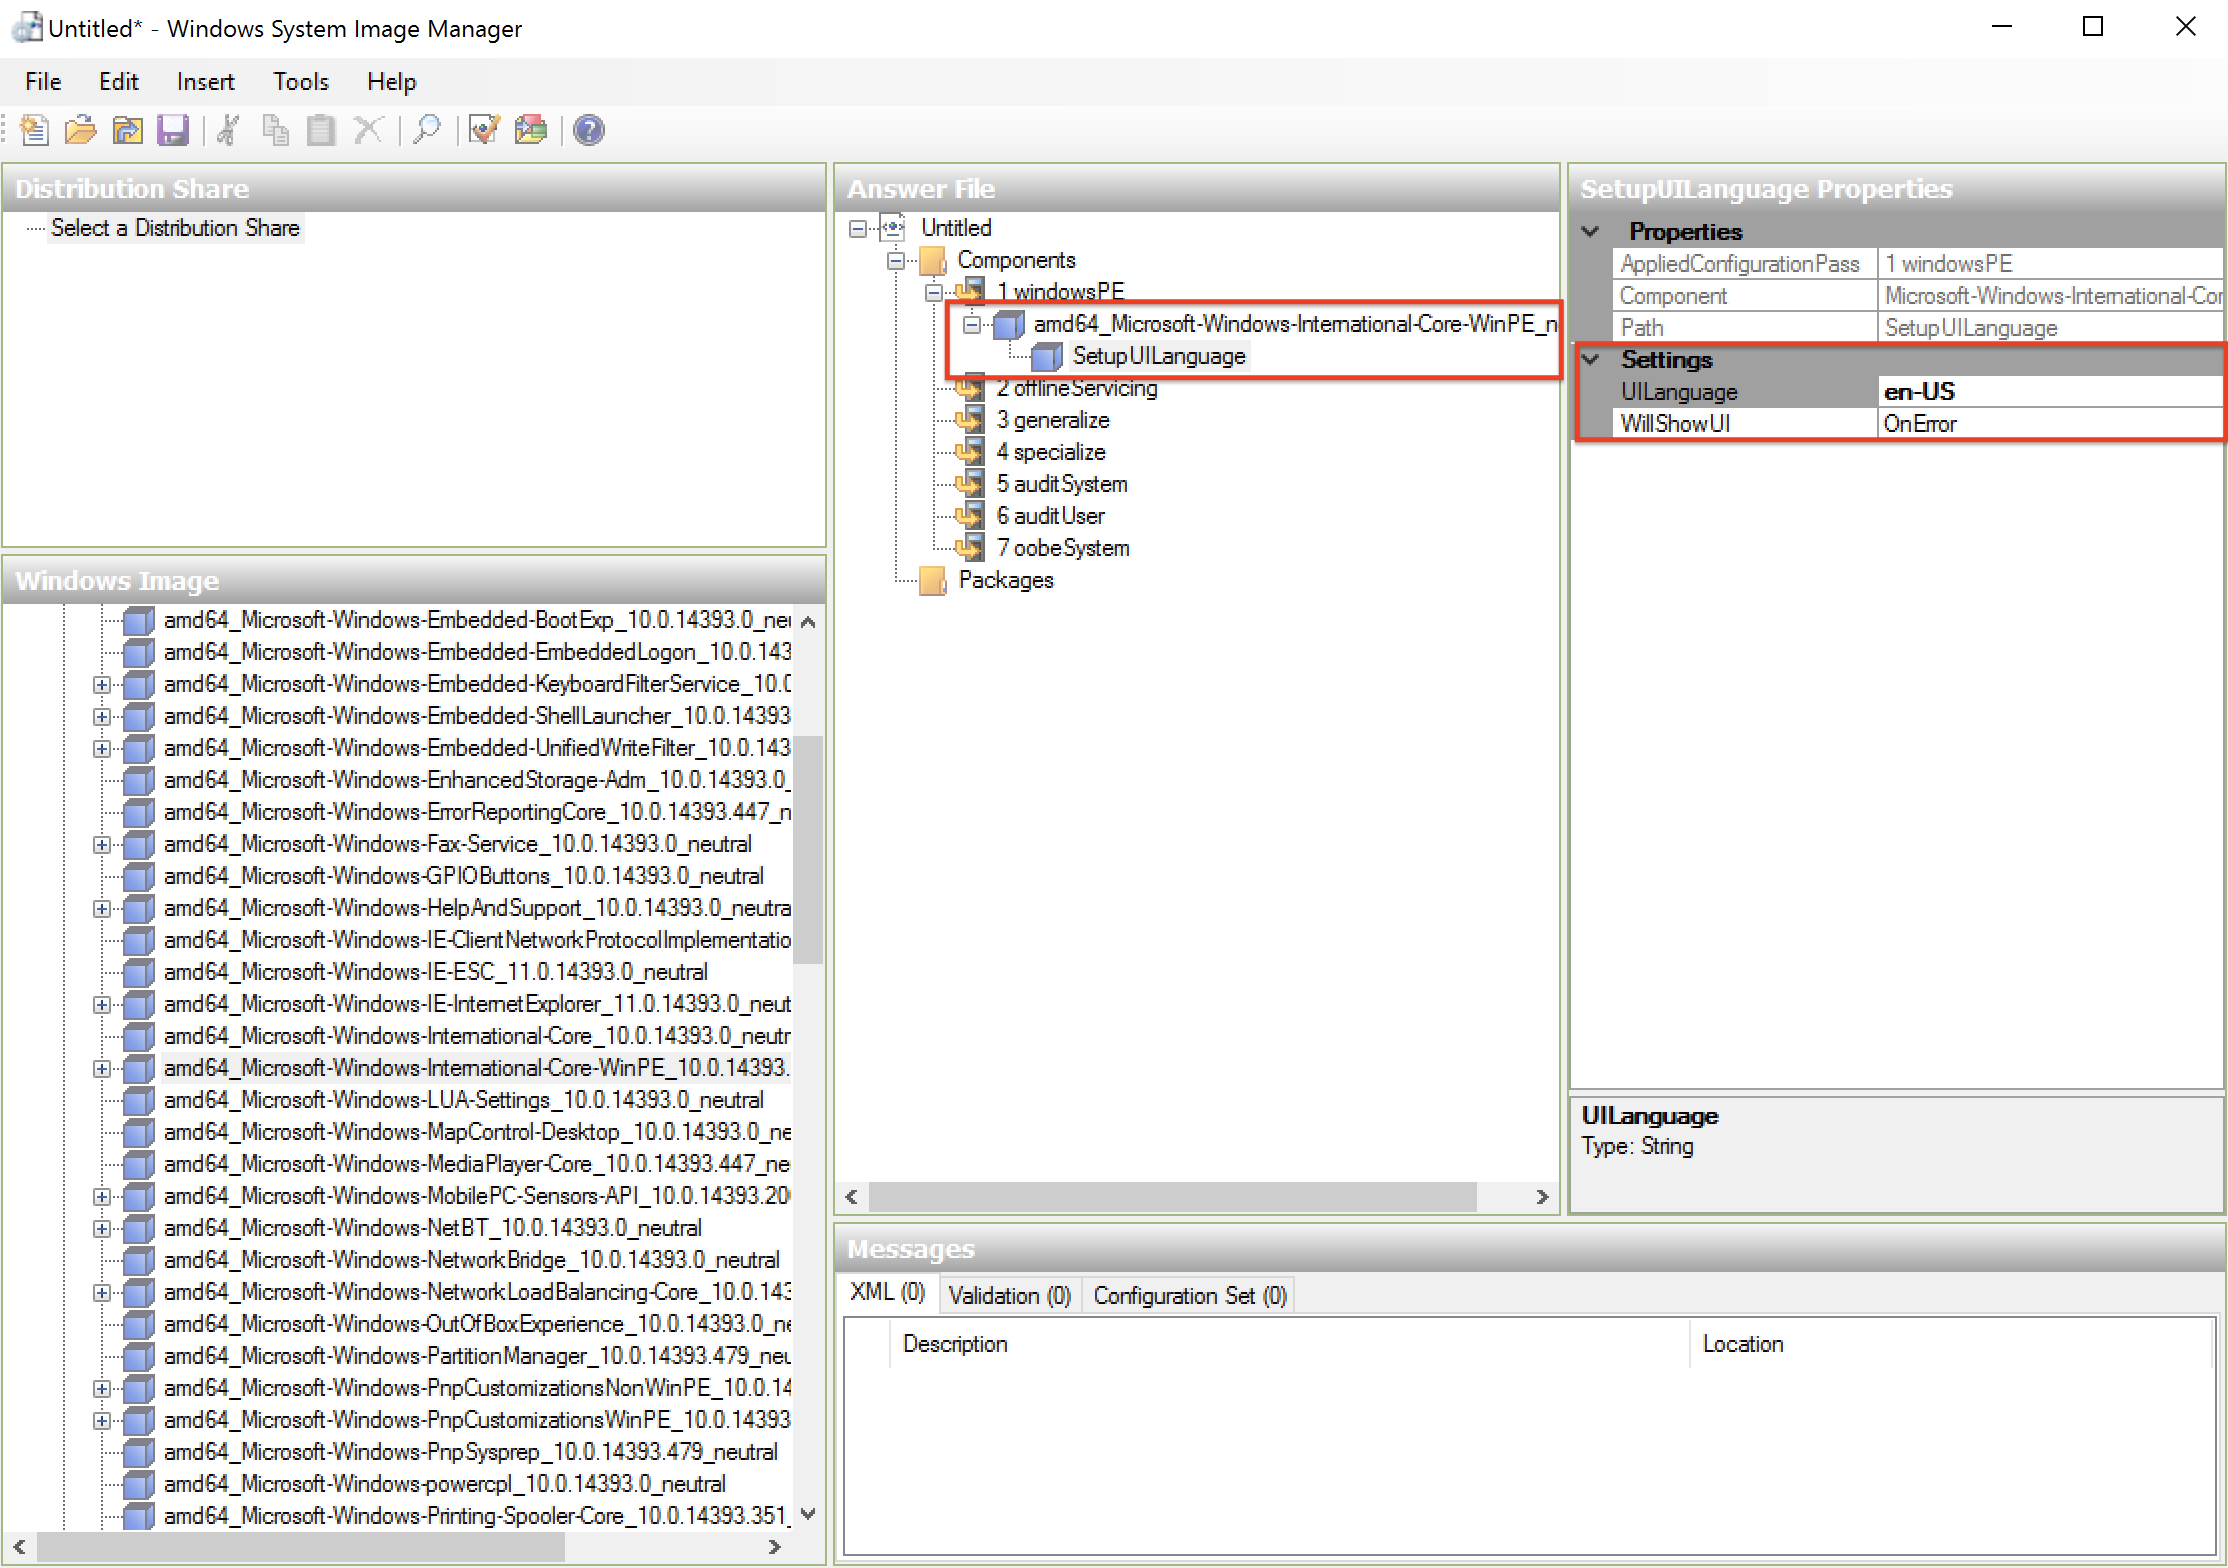 Untitled* - Windows System Image Manager
File Edit Insert Tools Help
Distribution Share
Select a Distribution Share
Windows Image
amd64_Microsoft-Windows-Embedded-BootExp_10.0.14393.0_neu
amd64_Microsoft-Windows-Embedded-EmbeddedLogon_10.0.143
amd64_Microsoft-Windows-Embedded-KeyboardFilterService_10.0
amd64_Microsoft-Windows-Embedded-ShellLauncher_10.0.14393
amd64_Microsoft-Windows-Embedded-UnifiedWriteFilter_10.0.143
amd64_Microsoft-Windows-EnhancedStorage-Adm_10.0.14393.0_
amd64_Microsoft-Windows-ErrorReportingCore_10.0.14393.447_n
amd64_Microsoft-Windows-Fax-Service_10.0.14393.0_neutral
amd64_Microsoft-Windows-GPIOButtons_10.0.14393.0_neutral
amd64_Microsoft-Windows-HelpAndSupport_10.0.14393.0_neutra
amd64_Microsoft-Windows-IE-ClientNetworkProtocolImplementatio
amd64_Microsoft-Windows-IE-ESC_11.0.14393.0_neutral
amd64_Microsoft-Windows-IE-InternetExplorer_11.0.14393.0_neut
amd64_Microsoft-Windows-International-Core_10.0.14393.0_neutr
amd64_Microsoft-Windows-International-Core-WinPE_10.0.14393.
amd64_Microsoft-Windows-LUA-Settings_10.0.14393.0_neutral
amd64_Microsoft-Windows-MapControl-Desktop_10.0.14393.0_ne
amd64_Microsoft-Windows-MediaPlayer-Core_10.0.14393.447_ne
amd64_Microsoft-Windows-MobilePC-Sensors-API_10.0.14393.20
amd64_Microsoft-Windows-NetBT_10.0.14393.0_neutral
amd64_Microsoft-Windows-NetworkBridge_10.0.14393.0_neutral
amd64_Microsoft-Windows-NetworkLoadBalancing-Core_10.0.143
amd64_Microsoft-Windows-OutOfBoxExperience_10.0.14393.0_ne
amd64_Microsoft-Windows-PartitionManager_10.0.14393.479_neu
amd64_Microsoft-Windows-PnpCustomizationsNonWinPE_10.0.14
amd64_Microsoft-Windows-PnpCustomizationsWinPE_10.0.14393
amd64_Microsoft-Windows-PnpSysprep_10.0.14393.479_neutral
amd64_Microsoft-Windows-powercpl_10.0.14393.0_neutral
amd64_Microsoft-Windows-Printing-Spooler-Core_10.0.14393.351_
Answer File
Untitled
Components
1 windowsPE
amd64_Microsoft-Windows-International-Core-WinPE_n
SetupUILanguage
2 offlineServicing
3 generalize
4 specialize
5 auditSystem
6 auditUser
7 oobeSystem
Packages
SetupUILanguage Properties
Properties
AppliedConfigurationPass 1 windowsPE
Component Microsoft-Windows-International-Cor
Path SetupUILanguage
Settings
UILanguage en-US
WillShowUI OnError
UILanguage
Type: String
Messages
XML (0) Validation (0) Configuration Set (0)
Description Location